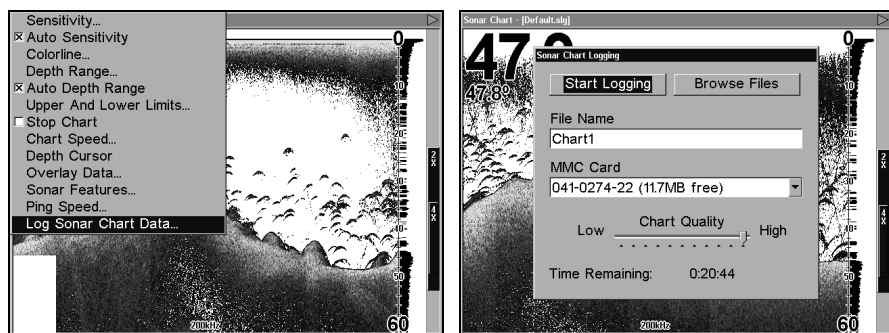 Sensitivity...
Auto Sensitivity
Colorline...
Depth Range...
Auto Depth Range
Upper And Lower Limits...
Stop Chart
Chart Speed...
Depth Cursor
Overlay Data...
Sonar Features...
Ping Speed...
Log Sonar Chart Data...
0
10
20
30
40
50
60
2X
4X
200kHz
Sonar Chart - [Default.slg]
47.8°
Sonar Chart Logging
Start Logging
Browse Files
File Name
Chart1
MMC Card
041-0274-22 (11.7MB free)
Chart Quality
Low
High
Time Remaining: 0:20:44
0
10
20
30
40
50
60
2X
4X
200kHz